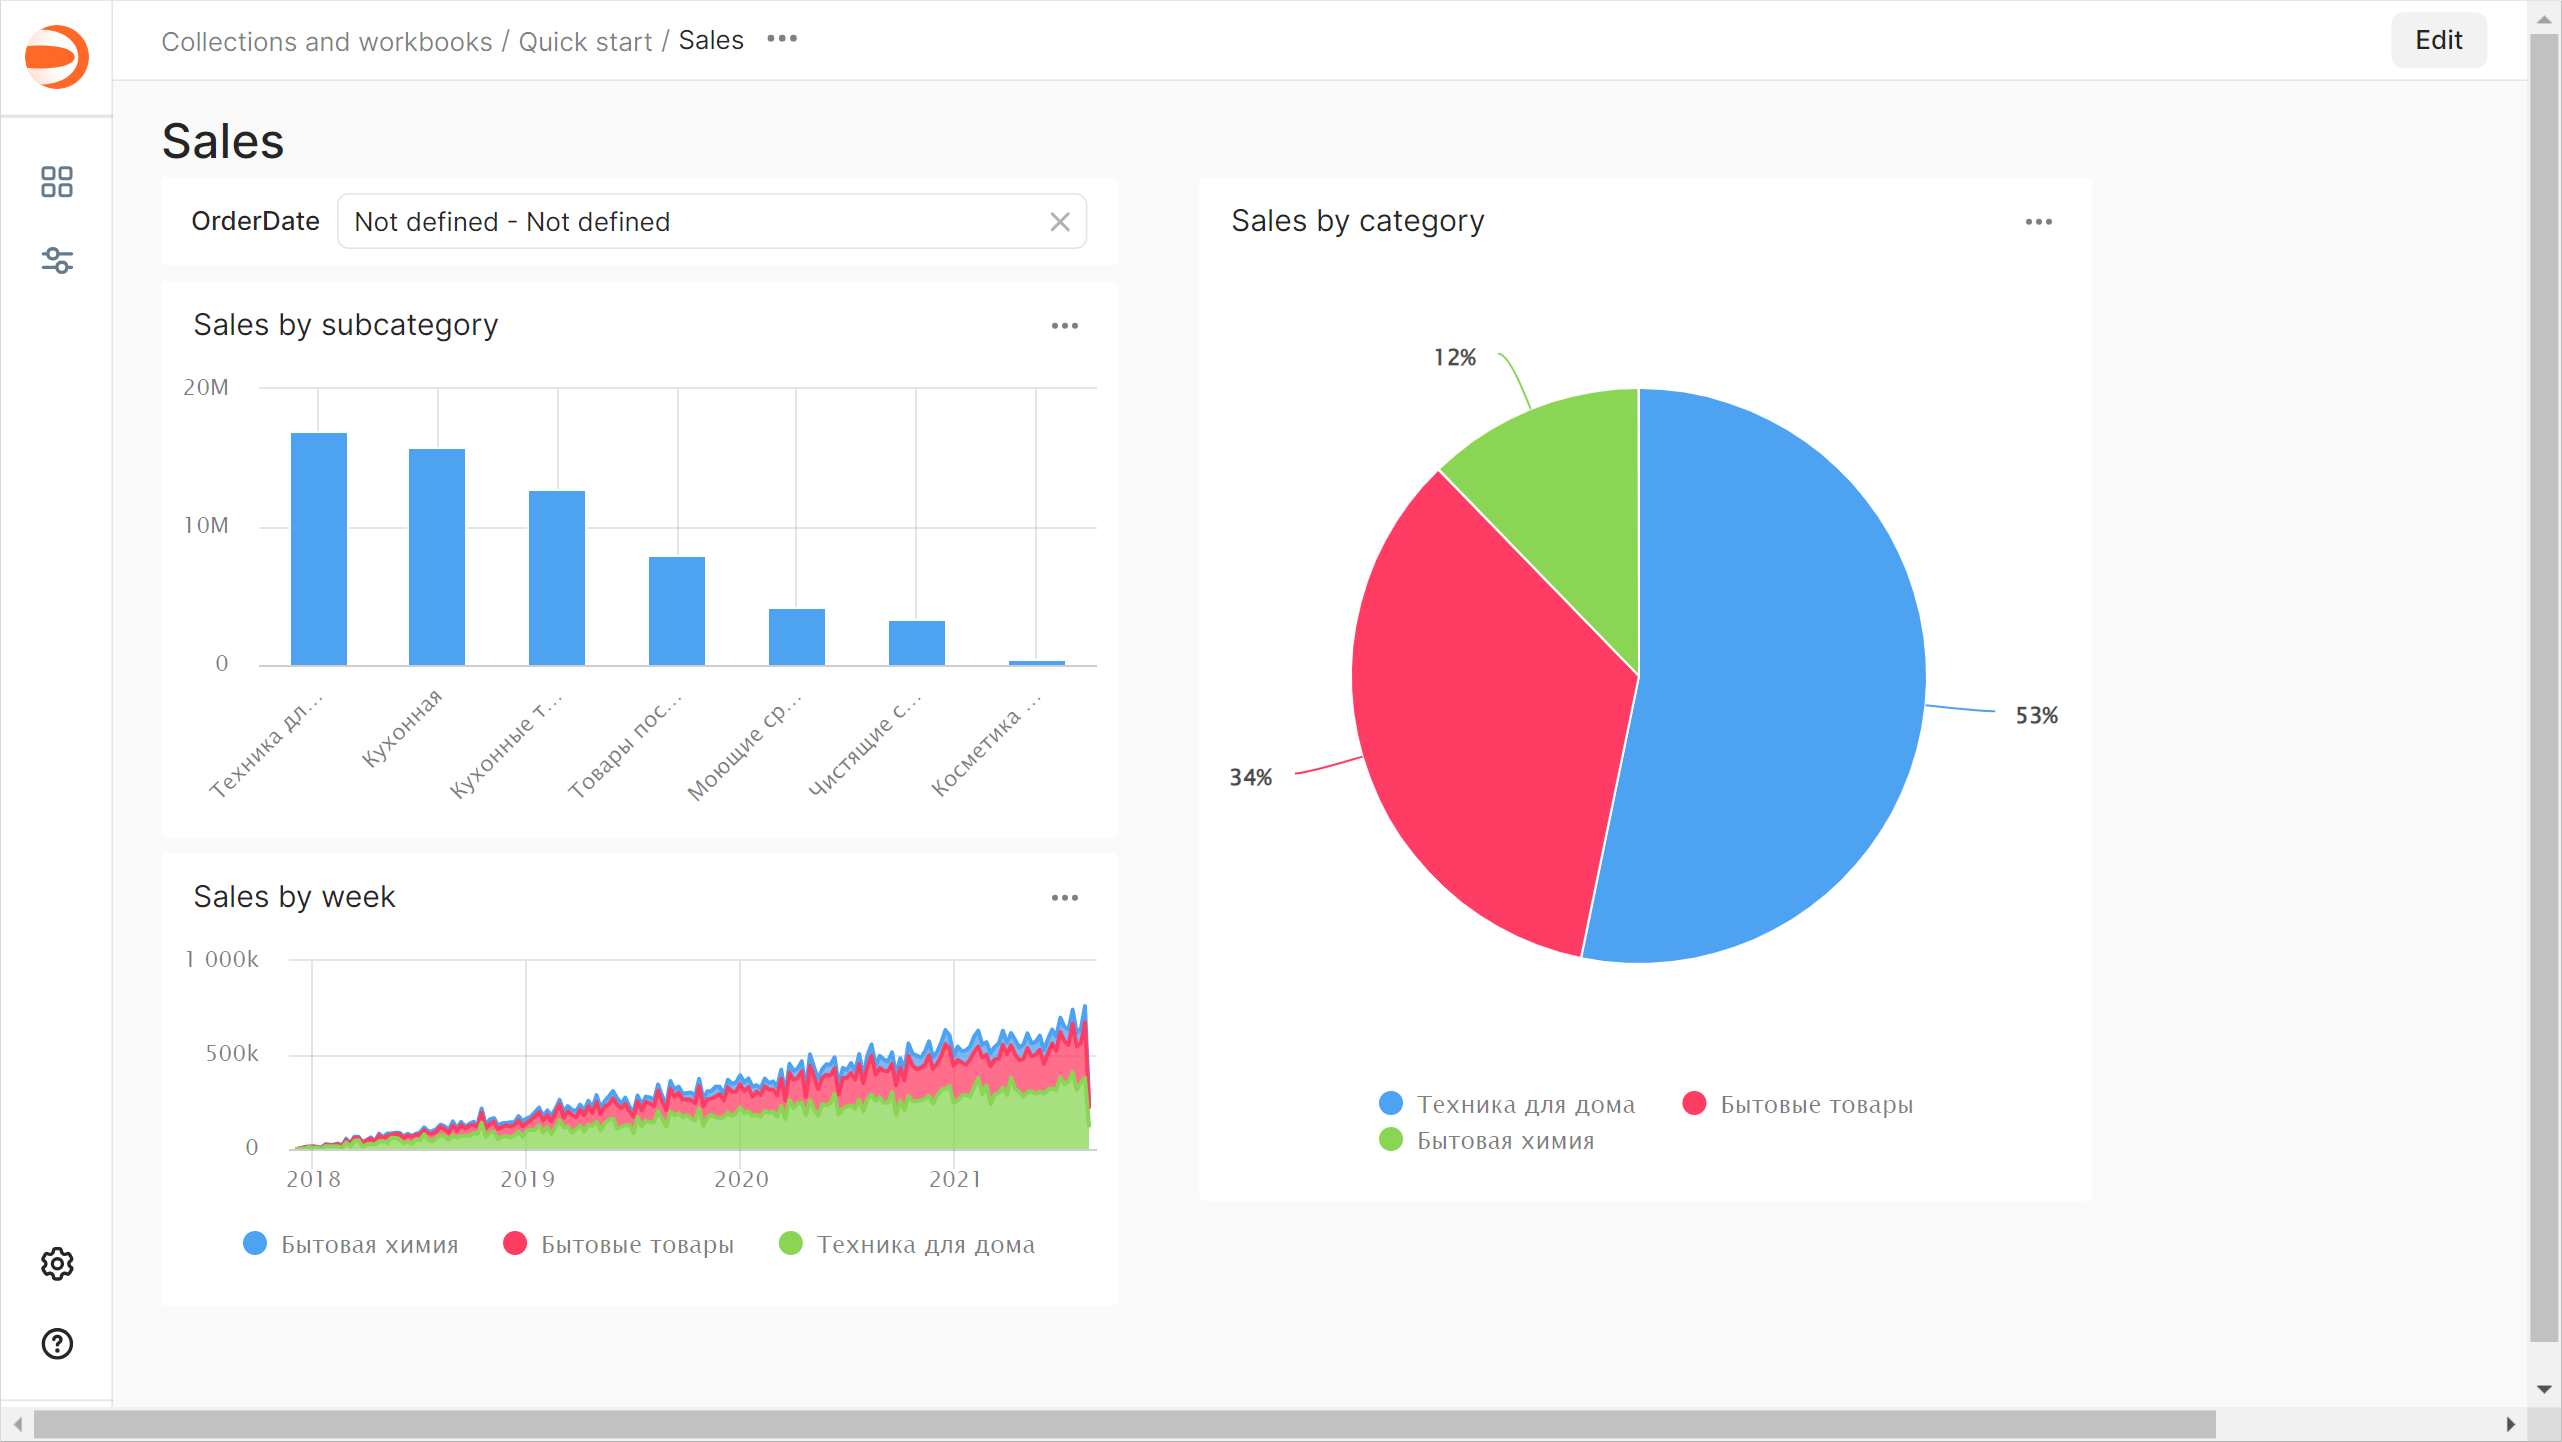 Collections and workbooks / Quick start / Sales
Edit
Sales
OrderDate
Not defined - Not defined
Sales by subcategory
20M
10M
0
Техника дл...
Кухонная
Кухонные т...
Товары пос...
Моющие ср...
Чистящие с...
Косметика ...
Sales by week
1 000k
500k
0
2018
2019
2020
2021
Бытовая химия
Бытовые товары
Техника для дома
Sales by category
12%
53%
34%
Техника для дома
Бытовые товары
Бытовая химия